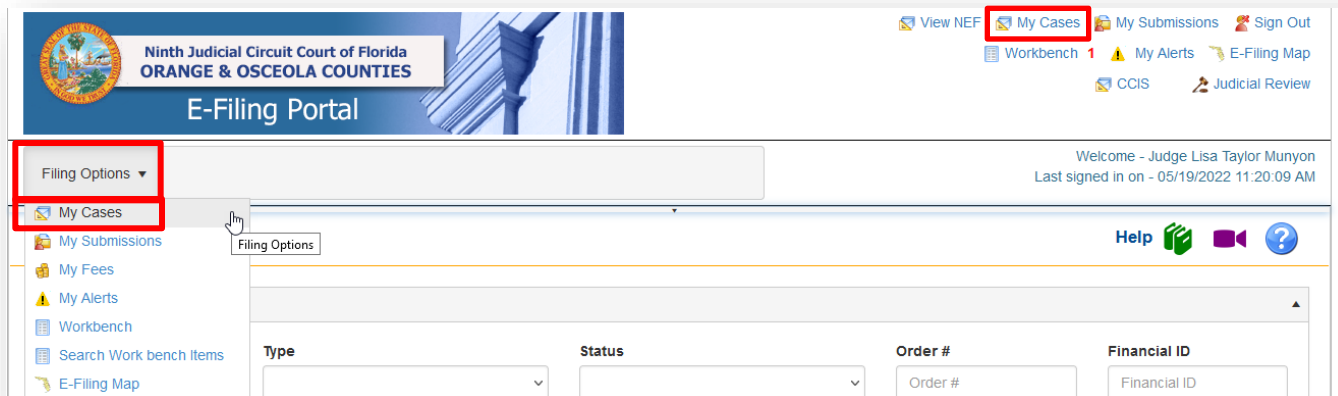 View NEF My Cases My Submissions Sign Out
Ninth Judicial Circuit Court of Florida
ORANGE & OSCEOLA COUNTIES
E-Filing Portal
Workbench 1 My Alerts E-Filing Map
CCIS Judicial Review
Filing Options
Welcome - Judge Lisa Taylor Munyon
Last signed in on - 05/19/2022 11:20:09 AM
My Cases
My Submissions
Filing Options
Help
My Fees
My Alerts
Workbench
Search Work bench Items
E-Filing Map
Type Status Order # Financial ID
Order # Financial ID